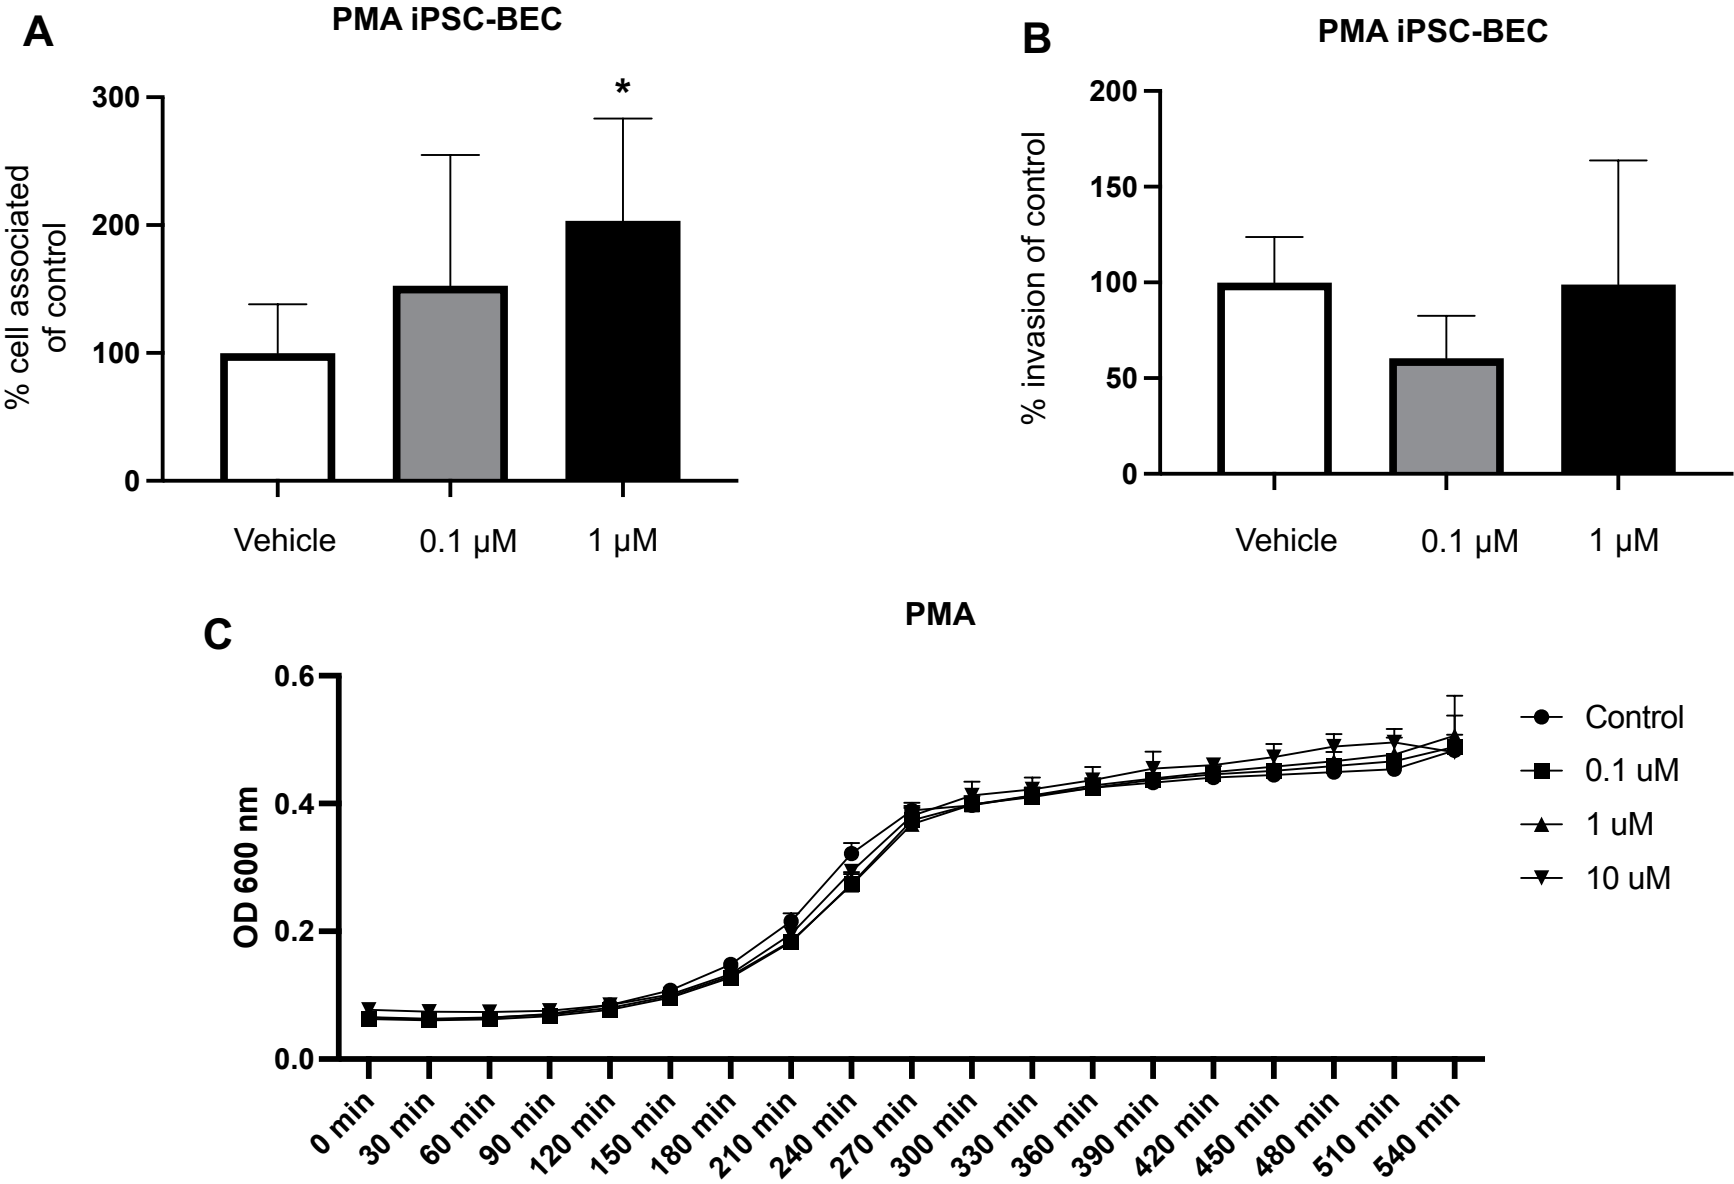 A
PMA iPSC-BEC
% cell associated
of control
300
200
100
0
*
Vehicle
0.1 µM
1 µM
B
PMA iPSC-BEC
% invasion of control
200
150
100
50
0
Vehicle
0.1 µM
1 µM
C
PMA
OD 600 nm
0.6
0.4
0.2
0.0
0 min
30 min
60 min
90 min
120 min
150 min
180 min
210 min
240 min
270 min
300 min
330 min
360 min
390 min
420 min
450 min
480 min
510 min
540 min
Control
0.1 uM
1 uM
10 uM